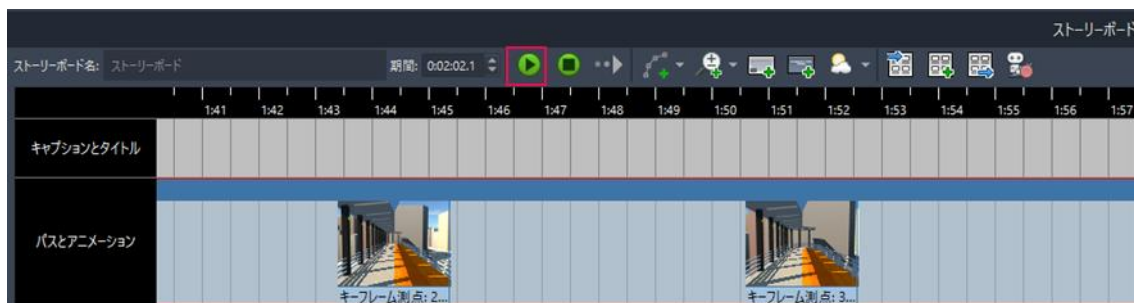 ストーリーボード
ストーリーボード名: ストーリーボード 期間: 0:02:02.1
1:41 1:42 1:43 1:44 1:45 1:46 1:47 1:48 1:49 1:50 1:51 1:52 1:53 1:54 1:55 1:56 1:57
キャプションとタイトル
パスとアニメーション
キーフレーム測点: 2... キーフレーム測点: 3...